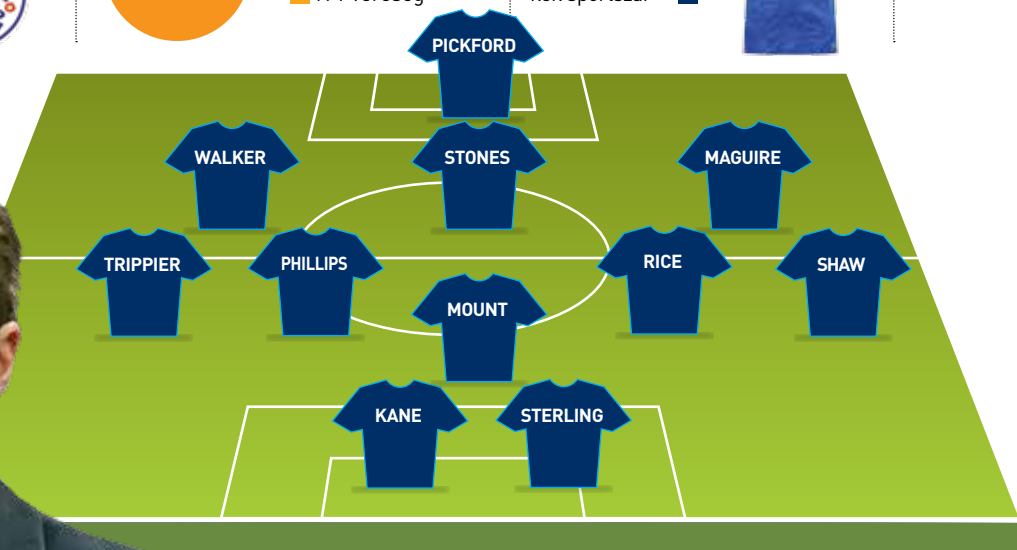 PICKFORD
WALKER STONES MAGUIRE
TRIPPIER PHILLIPS RICE SHAW
MOUNT
KANE STERLING